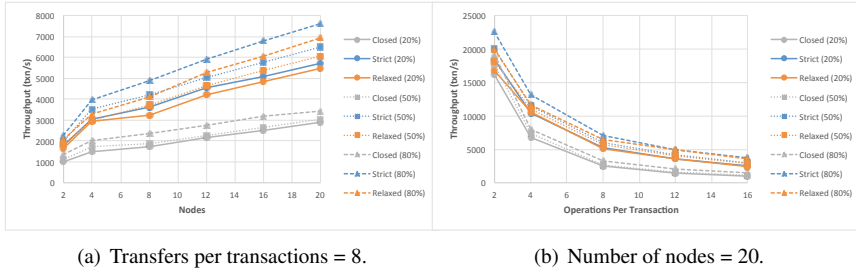 8000
7000
6000
5000
4000
3000
2000
1000
0
Throughput (txn/s)
2 4 6 8 10 12 14 16 18 20
Nodes
Closed (20%)
Strict (20%)
Relaxed (20%)
Closed (50%)
Strict (50%)
Relaxed (50%)
Closed (80%)
Strict (80%)
Relaxed (80%)
25000
20000
15000
10000
5000
0
Throughput (txn/s)
2 4 6 8 10 12 14 16
Operations Per Transaction
Closed (20%)
Strict (20%)
Relaxed (20%)
Closed (50%)
Strict (50%)
Relaxed (50%)
Closed (80%)
Strict (80%)
Relaxed (80%)
(a) Transfers per transactions = 8.
(b) Number of nodes = 20.